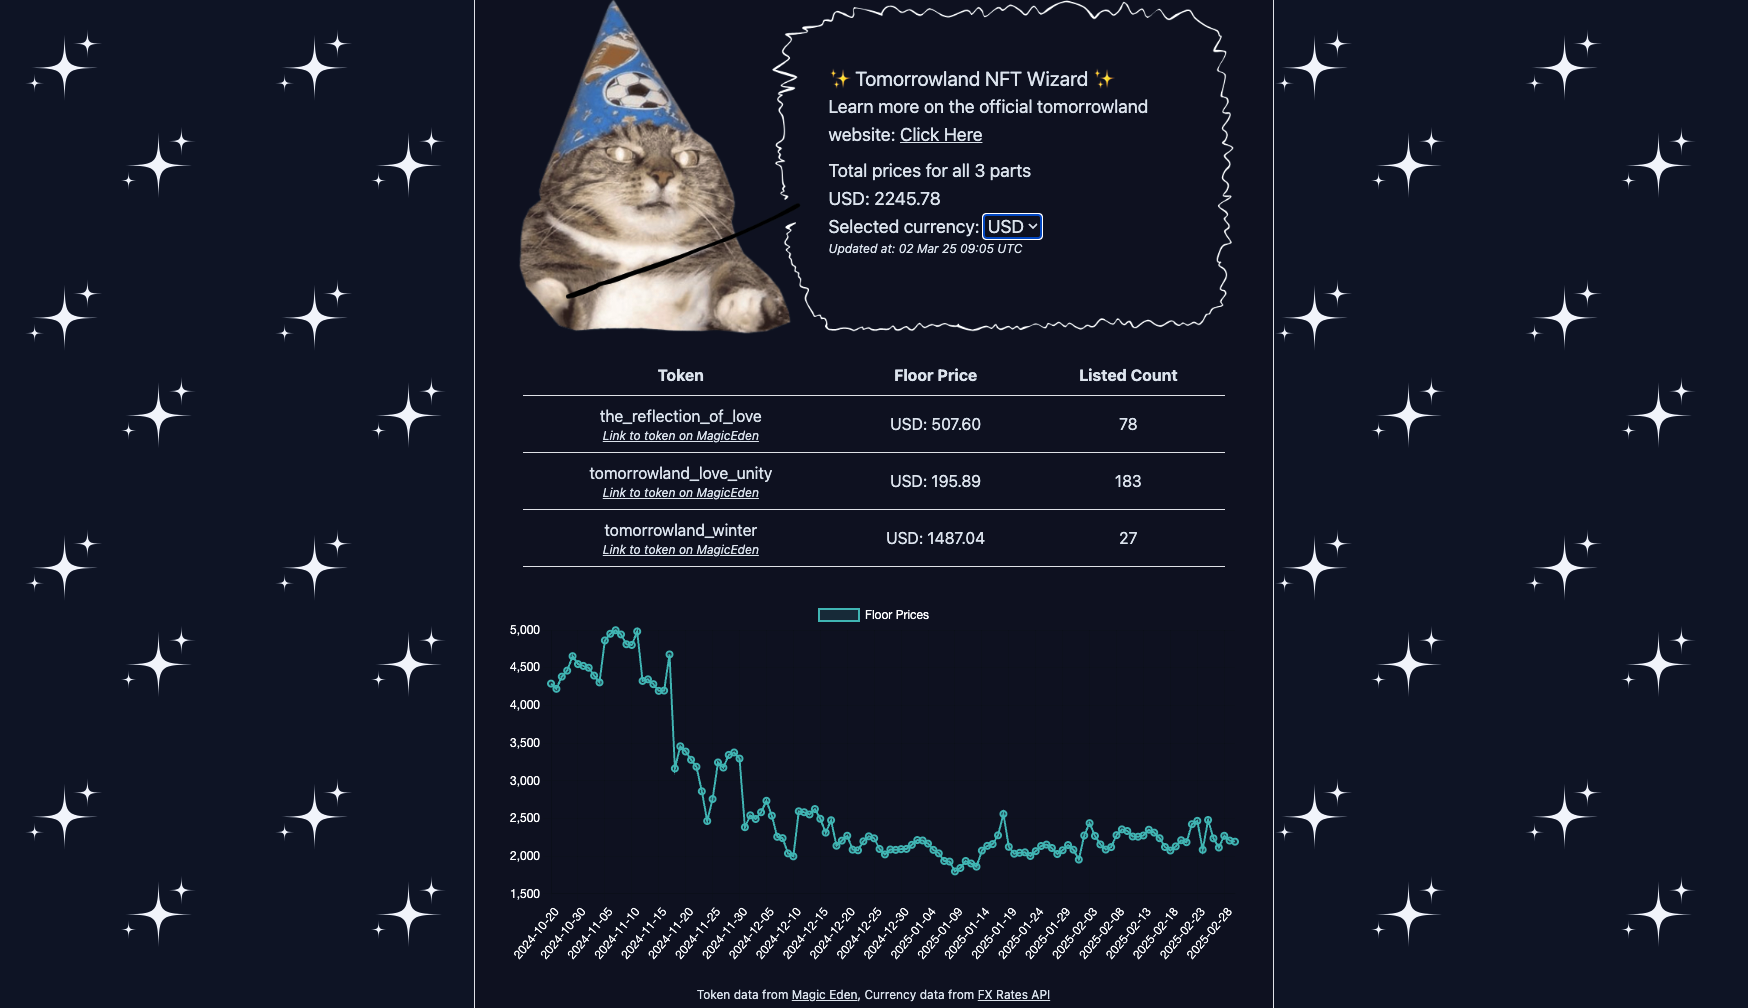 ✨ Tomorrowland NFT Wizard ✨
Learn more on the official tomorrowland
website: Click Here
Total prices for all 3 parts
USD: 2245.78
Selected currency: USD
Updated at: 02 Mar 25 09:05 UTC
Token Floor Price Listed Count
the_reflection_of_love
Link to token on MagicEden
USD: 507.60 78
tomorrowland_love_unity
Link to token on MagicEden
USD: 195.89 183
tomorrowland_winter
Link to token on MagicEden
USD: 1487.04 27
Floor Prices
5,000
4,500
4,000
3,500
3,000
2,500
2,000
1,500
2024-10-20
2024-10-30
2024-11-05
2024-11-10
2024-11-15
2024-11-20
2024-11-25
2024-11-30
2024-12-05
2024-12-10
2024-12-15
2024-12-20
2024-12-25
2024-12-30
2025-01-04
2025-01-09
2025-01-14
2025-01-19
2025-01-24
2025-01-29
2025-02-03
2025-02-08
2025-02-13
2025-02-18
2025-02-23
2025-02-28
Token data from Magic Eden, Currency data from FX Rates API